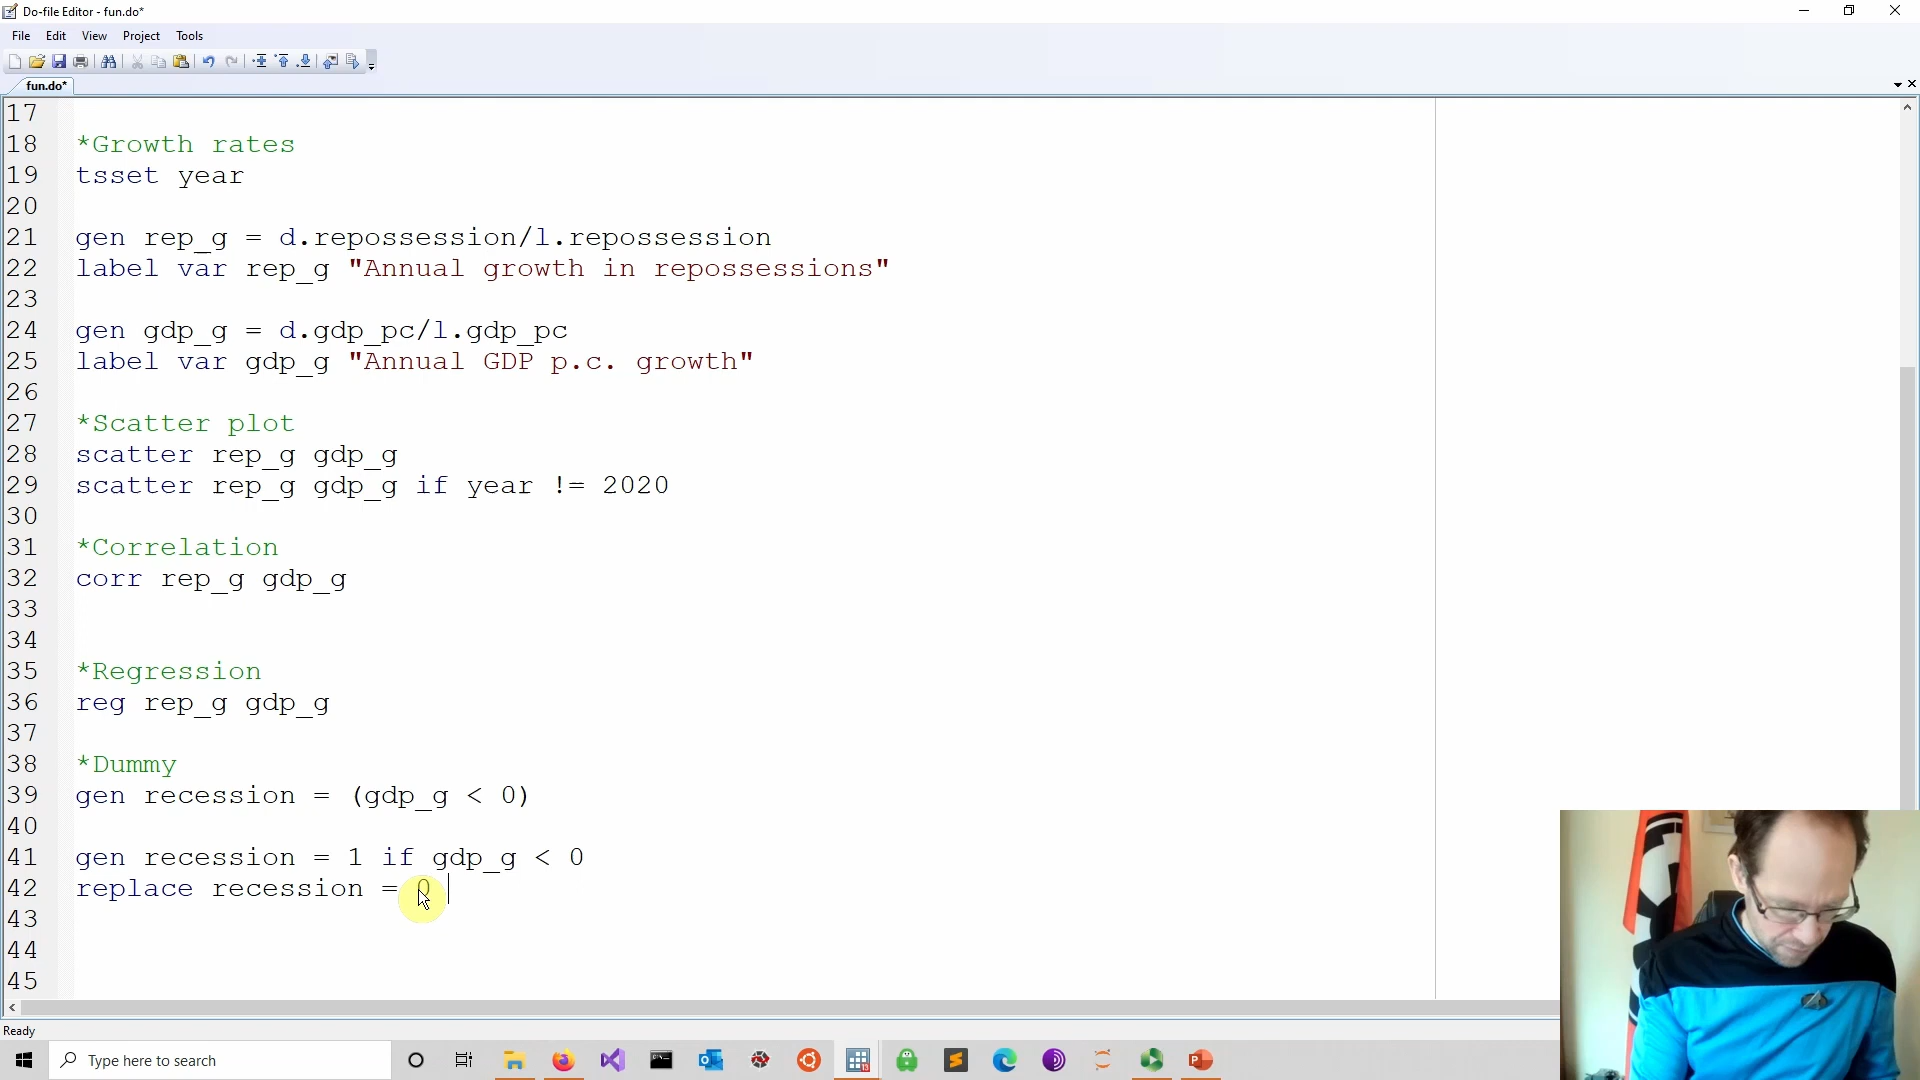 Do-file Editor - fun.do*
File Edit View Project Tools
fun.do*
17
18 *Growth rates
19 tsset year
20
21 gen rep_g = d.repossession/l.repossession
22 label var rep_g "Annual growth in repossessions"
23
24 gen gdp_g = d.gdp_pc/l.gdp_pc
25 label var gdp_g "Annual GDP p.c. growth"
26
27 *Scatter plot
28 scatter rep_g gdp_g
29 scatter rep_g gdp_g if year != 2020
30
31 *Correlation
32 corr rep_g gdp_g
33
34
35 *Regression
36 reg rep_g gdp_g
37
38 *Dummy
39 gen recession = (gdp_g < 0)
40
41 gen recession = 1 if gdp_g < 0
42 replace recession = 0
43
44
45
Ready
Type here to search